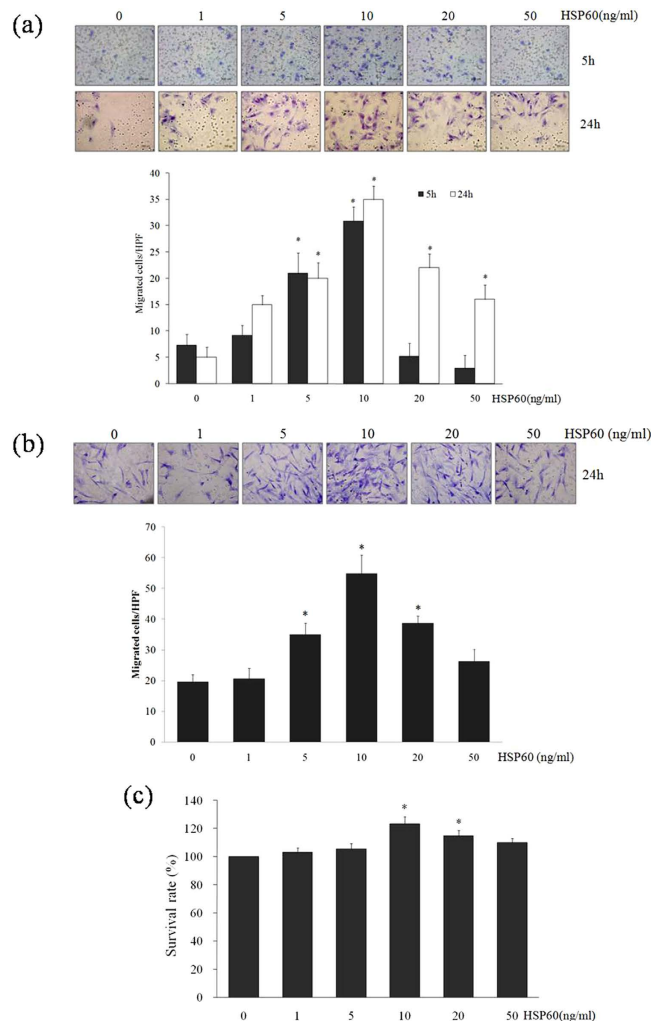 (a)
0 1 5 10 20 50 HSP60(ng/ml)
5h
24h
40
35
30
25
20
15
10
5
0
Migrated cells/HPF
5h 24h
* * * * * *
0 1 5 10 20 50 HSP60(ng/ml)
(b)
0 1 5 10 20 50 HSP60 (ng/ml)
24h
70
60
50
40
30
20
10
0
Migrated cells/HPF
* * *
0 1 5 10 20 50 HSP60 (ng/ml)
(c)
140
120
100
80
60
40
20
0
Survival rate (%)
* *
0 1 5 10 20 50 HSP60(ng/ml)